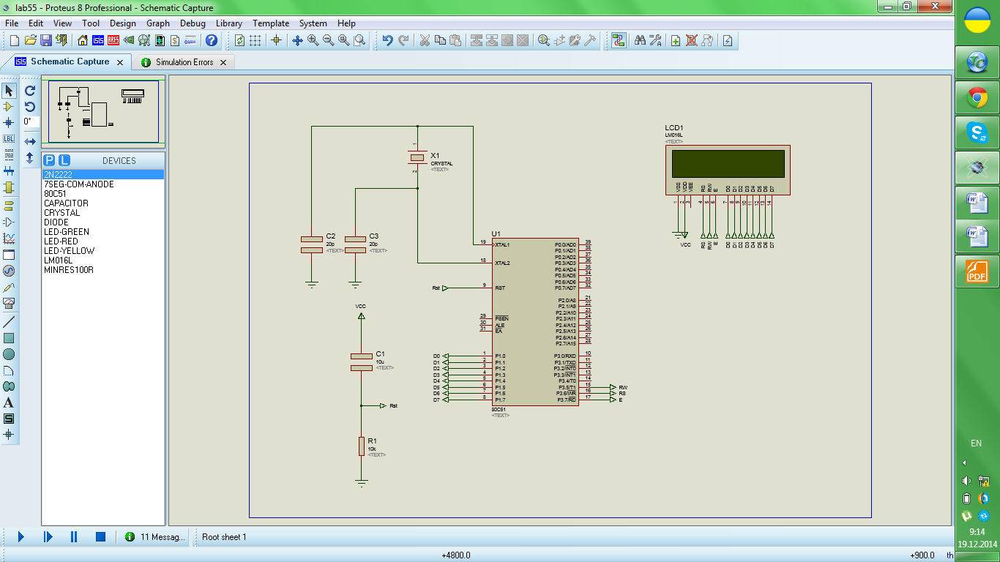 lab55 - Proteus 8 Professional - Schematic Capture
File Edit View Tool Design Graph Debug Library Template System Help
Schematic Capture
Simulation Errors
0°
LBL
P L DEVICES
2N2222
7SEG-COM-ANODE
80C51
CAPACITOR
CRYSTAL
DIODE
LED-GREEN
LED-RED
LED-YELLOW
LM016L
MINRES100R
X1
CRYSTAL
<TEXT>
1
2
C2
20p
<TEXT>
C3
20p
<TEXT>
VCC
C1
10u
<TEXT>
Rst
R1
10k
<TEXT>
U1
19 XTAL1
18 XTAL2
Rst 9 RST
29 PSEN
30 ALE
31 EA
D0 1 P1.0
D1 2 P1.1
D2 3 P1.2
D3 4 P1.3
D4 5 P1.4
D5 6 P1.5
D6 7 P1.6
D7 8 P1.7
P0.0/AD0 39
P0.1/AD1 38
P0.2/AD2 37
P0.3/AD3 36
P0.4/AD4 35
P0.5/AD5 34
P0.6/AD6 33
P0.7/AD7 32
P2.0/A8 21
P2.1/A9 22
P2.2/A10 23
P2.3/A11 24
P2.4/A12 25
P2.5/A13 26
P2.6/A14 27
P2.7/A15 28
P3.0/RXD 10
P3.1/TXD 11
P3.2/INT0 12
P3.3/INT1 13
P3.4/T0 14
P3.5/T1 15 RW
P3.6/WR 16 RS
P3.7/RD 17 E
80C51
<TEXT>
LCD1
LM016L
<TEXT>
VSS VDD VEE RS RW E D0 D1 D2 D3 D4 D5 D6 D7
1 2 3 4 5 6 7 8 9 10 11 12 13 14
VCC
RS RW E D0 D1 D2 D3 D4 D5 D6 D7
11 Messag...
Root sheet 1
+4800.0
+900.0 th
PDF
EN
9:14
19.12.2014